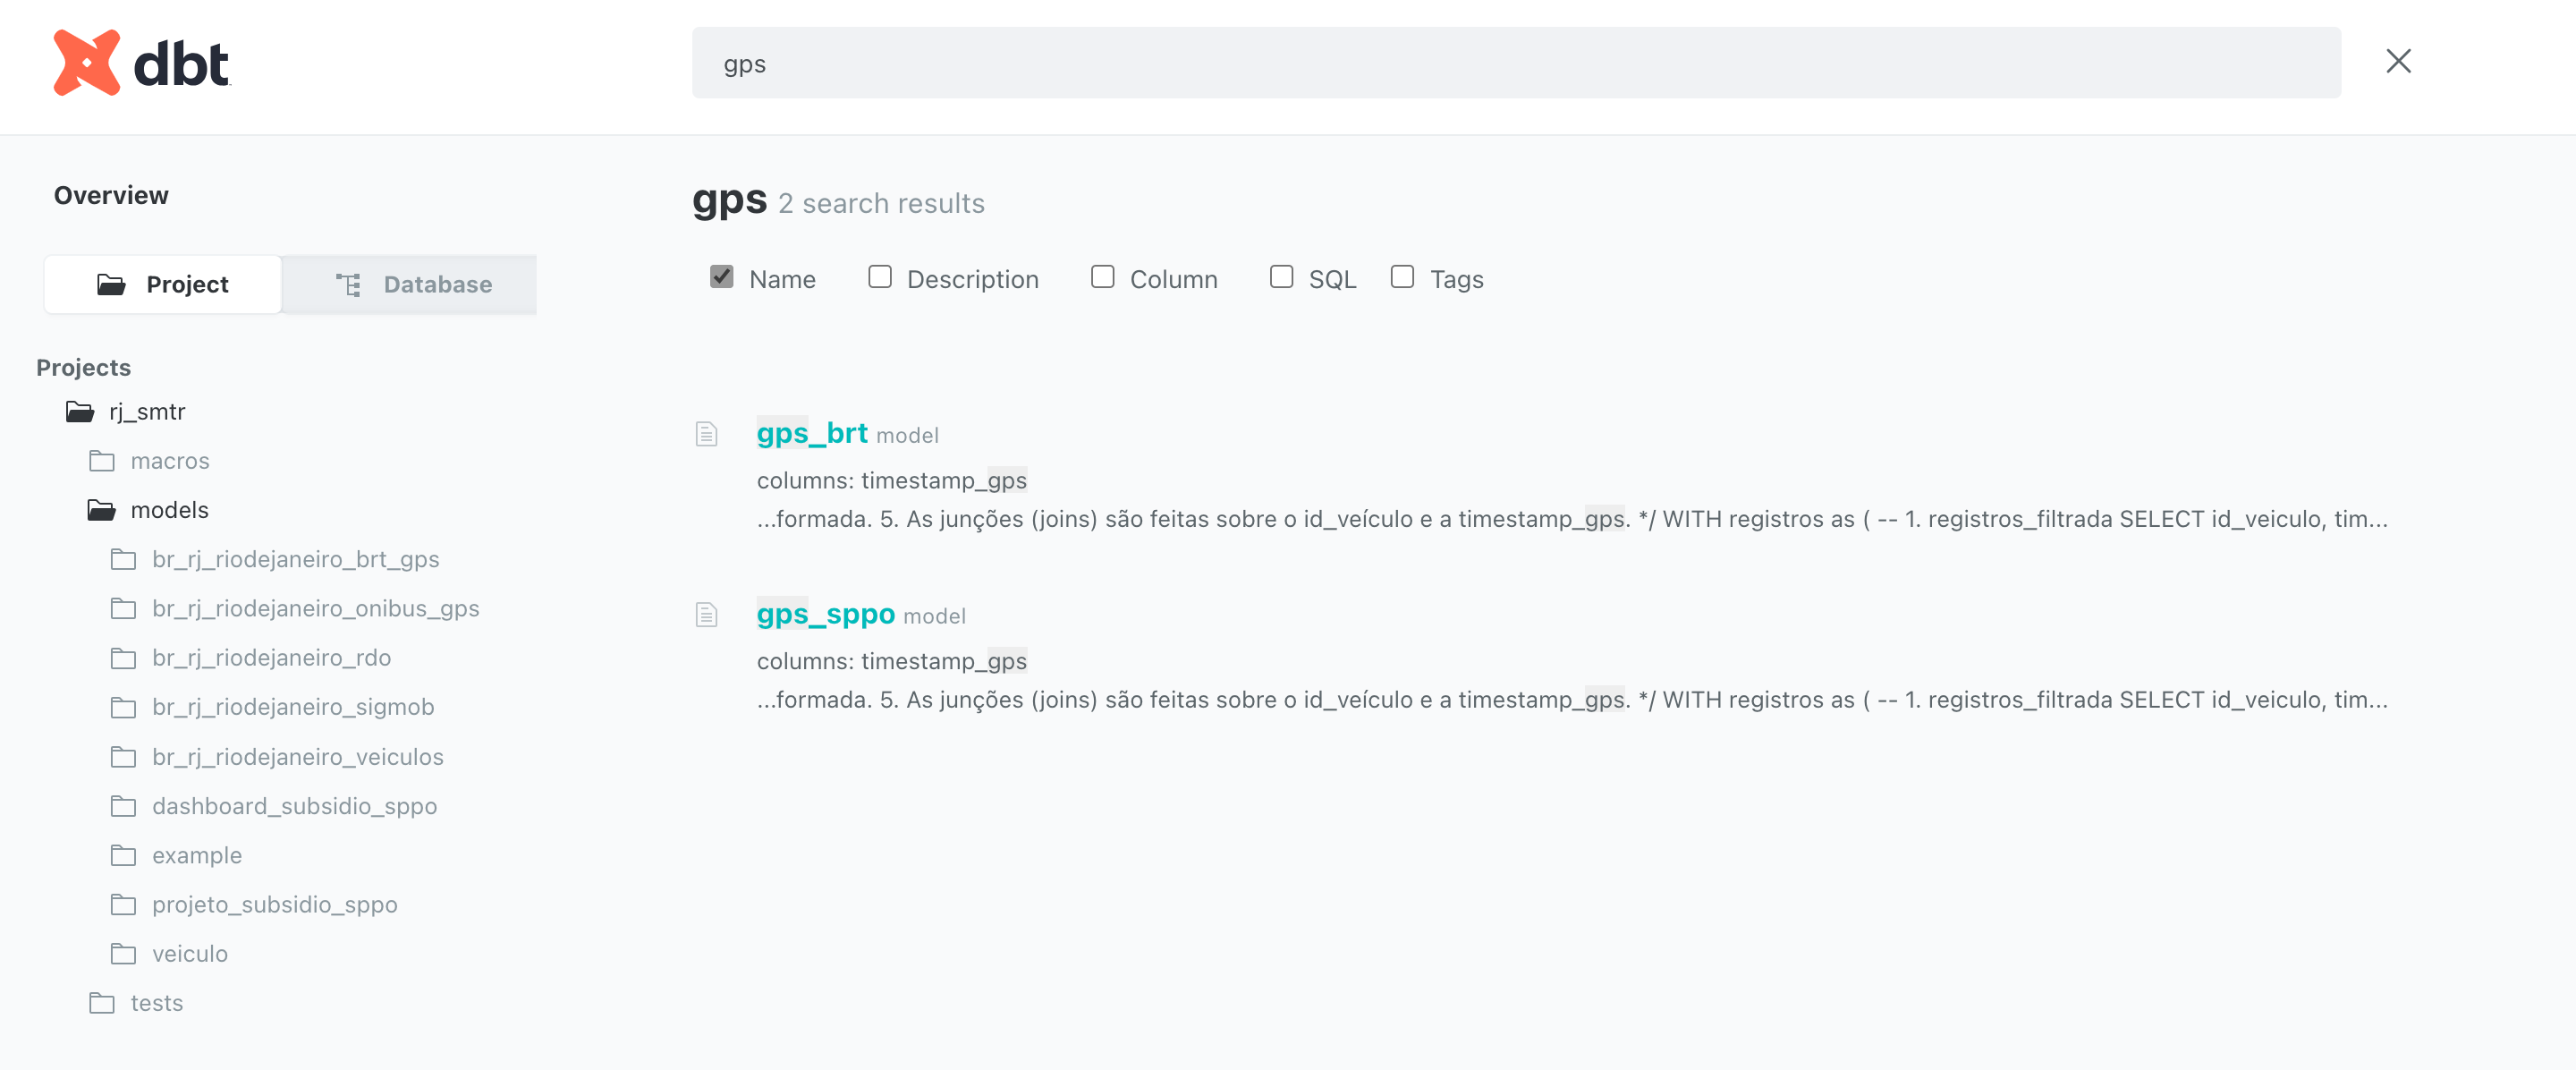 dbt
gps
Overview
Project
Database
Projects
rj_smtr
macros
models
br_rj_riodejaneiro_brt_gps
br_rj_riodejaneiro_onibus_gps
br_rj_riodejaneiro_rdo
br_rj_riodejaneiro_sigmob
br_rj_riodejaneiro_veiculos
dashboard_subsidio_sppo
example
projeto_subsidio_sppo
veiculo
tests
gps 2 search results
Name Description Column SQL Tags
gps_brt model
columns: timestamp_gps
...formada. 5. As junções (joins) são feitas sobre o id_veículo e a timestamp_gps. */ WITH registros as ( -- 1. registros_filtrada SELECT id_veiculo, tim...
gps_sppo model
columns: timestamp_gps
...formada. 5. As junções (joins) são feitas sobre o id_veículo e a timestamp_gps. */ WITH registros as ( -- 1. registros_filtrada SELECT id_veiculo, tim...